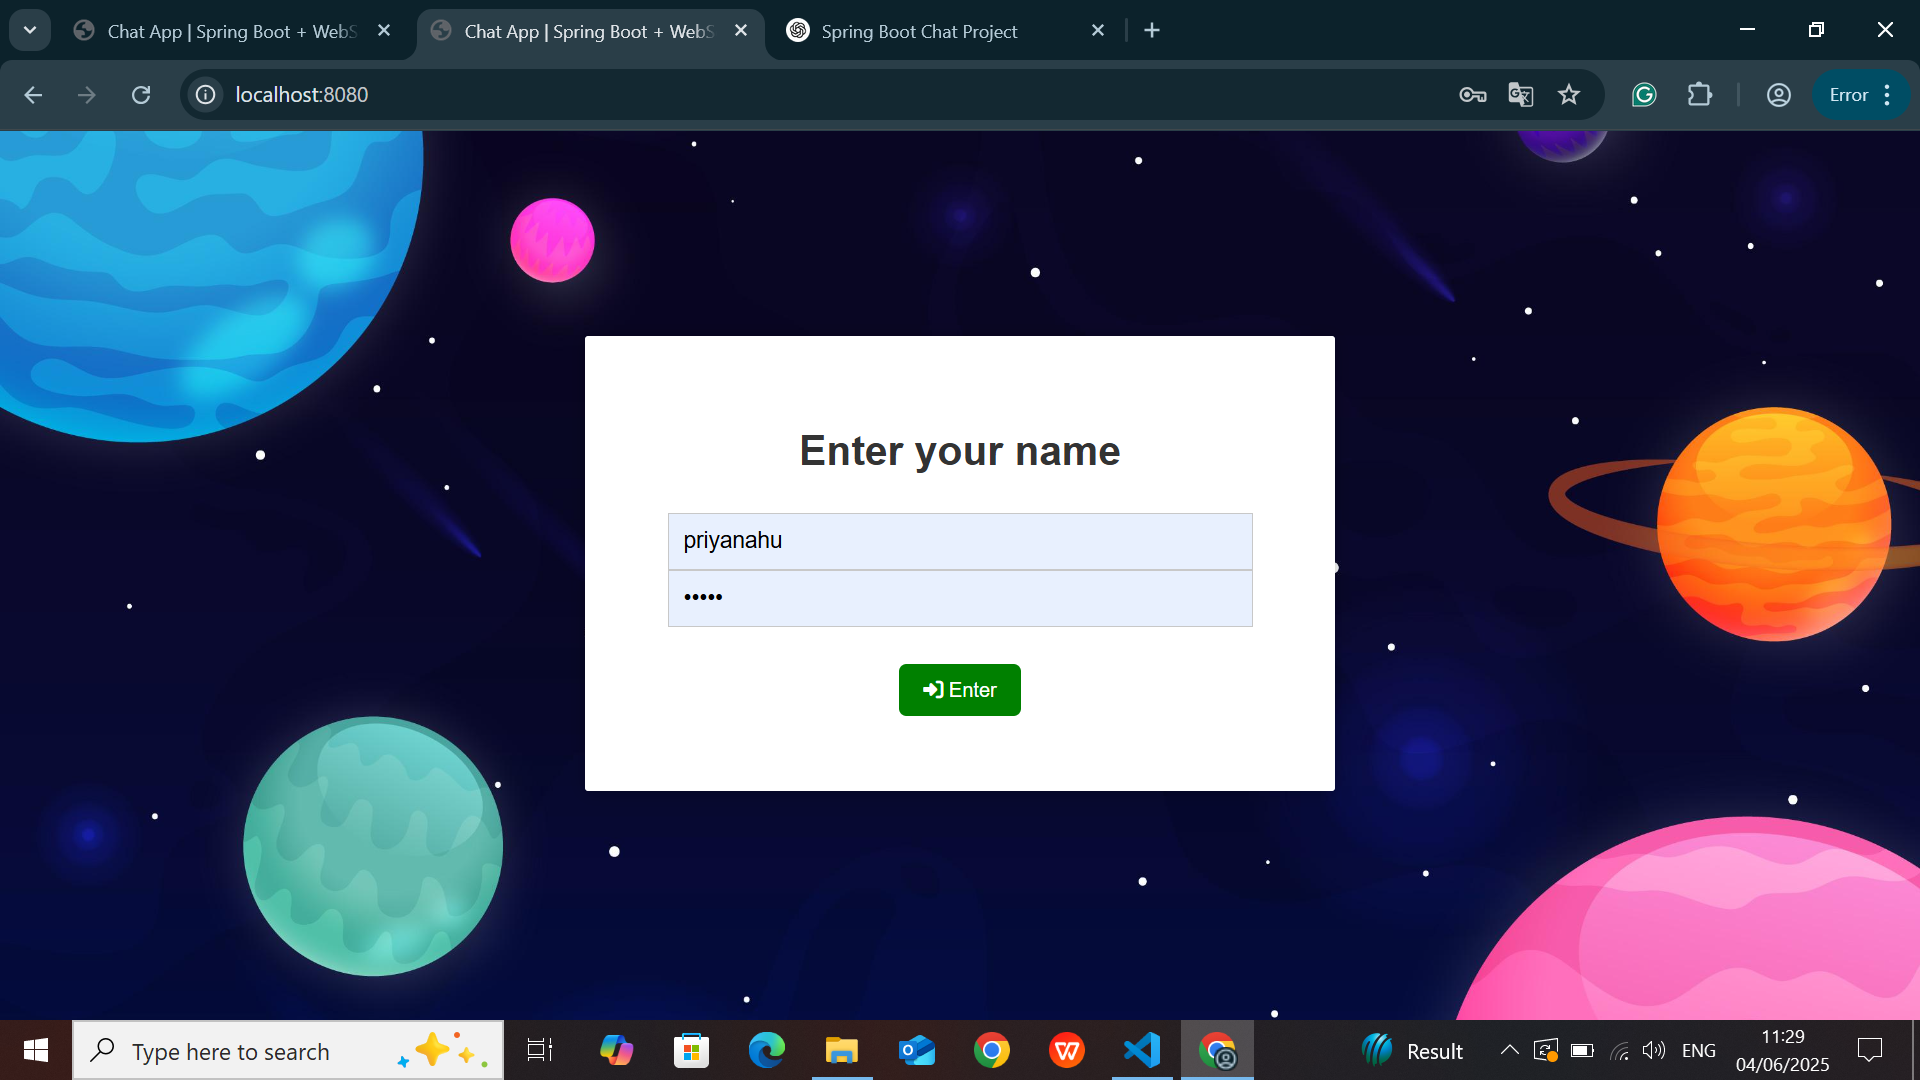 Chat App | Spring Boot + WebS
Chat App | Spring Boot + WebS
Spring Boot Chat Project
localhost:8080
Error
Enter your name
priyanahu
•••••
Enter
Type here to search
Result
ENG
11:29
04/06/2025